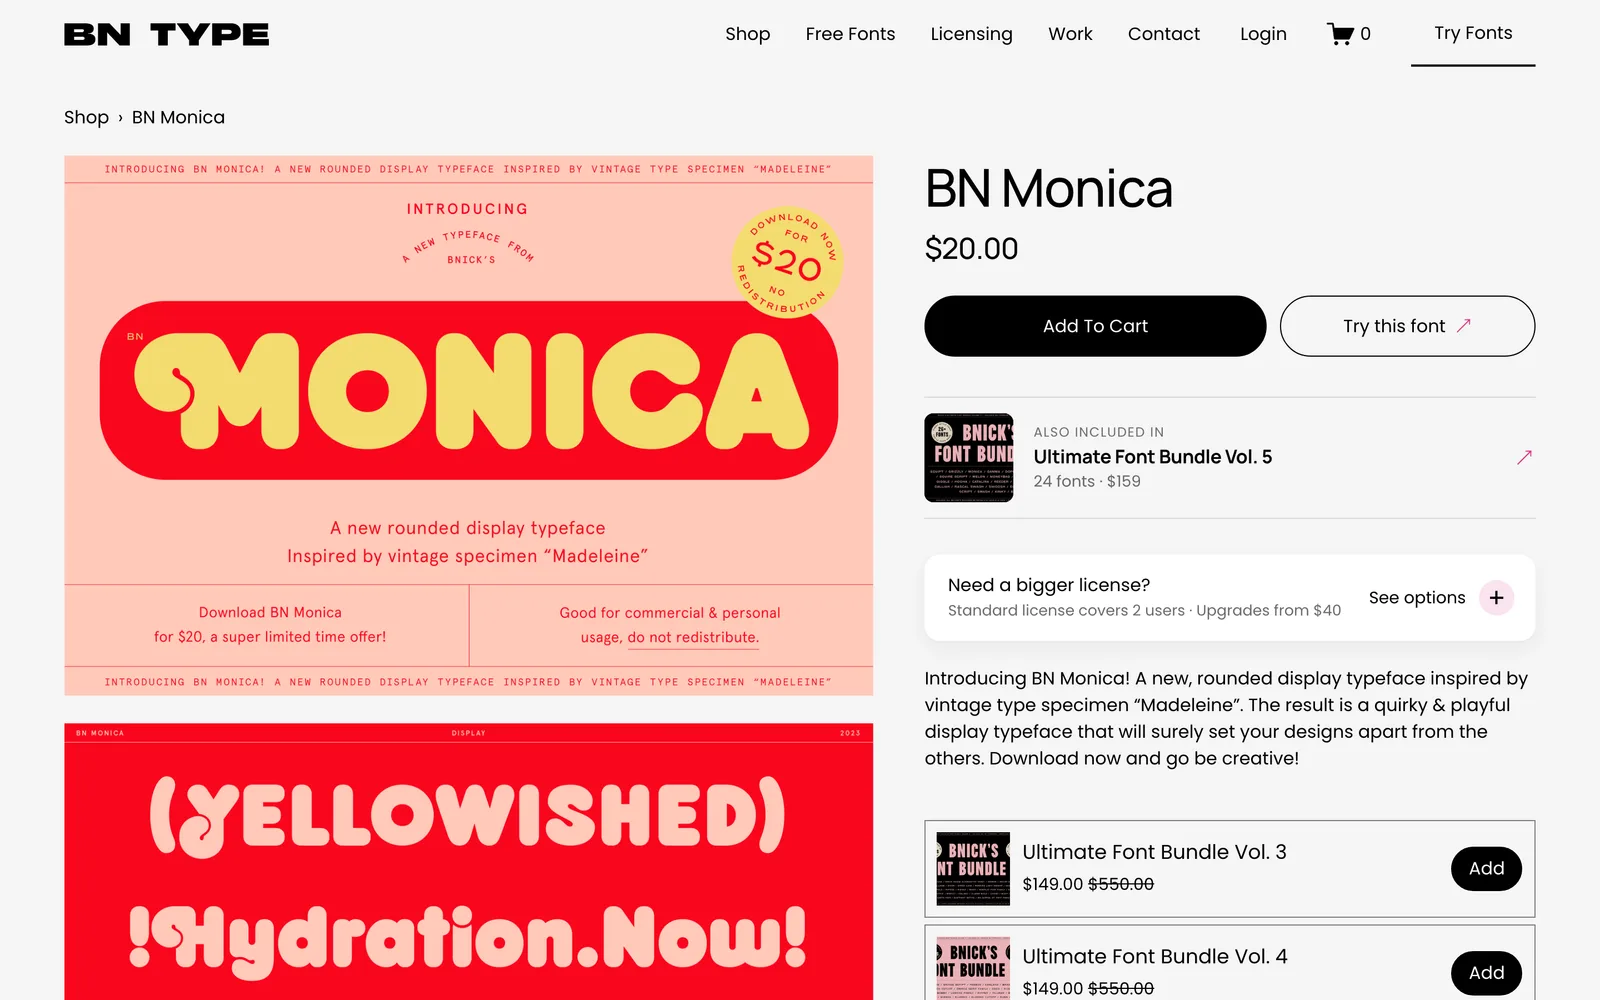 BN TYPE
Shop Free Fonts Licensing Work Contact Login 0 Try Fonts
Shop › BN Monica
INTRODUCING BN MONICA! A NEW ROUNDED DISPLAY TYPEFACE INSPIRED BY VINTAGE TYPE SPECIMEN “MADELEINE”
INTRODUCING
A NEW TYPEFACE FROM
BNICK'S
DOWNLOAD NOW
FOR
$20
NO
REDISTRIBUTION
BN
MONICA
A new rounded display typeface
Inspired by vintage specimen “Madeleine”
Download BN Monica
for $20, a super limited time offer!
Good for commercial & personal
usage, do not redistribute.
INTRODUCING BN MONICA! A NEW ROUNDED DISPLAY TYPEFACE INSPIRED BY VINTAGE TYPE SPECIMEN “MADELEINE”
BN MONICA DISPLAY 2023
(YELLOWISHED)
!Hydration.Now!
BN Monica
$20.00
Add To Cart
Try this font
26+
FONTS
BNICK'S
FONT BUND
ALSO INCLUDED IN
Ultimate Font Bundle Vol. 5
24 fonts · $159
Need a bigger license?
Standard license covers 2 users · Upgrades from $40
See options
Introducing BN Monica! A new, rounded display typeface inspired by
vintage type specimen “Madeleine”. The result is a quirky & playful
display typeface that will surely set your designs apart from the
others. Download now and go be creative!
BNICK'S
NT BUNDLE
Ultimate Font Bundle Vol. 3
$149.00 $550.00
Add
BNICK'S
NT BUNDLE
Ultimate Font Bundle Vol. 4
$149.00 $550.00
Add